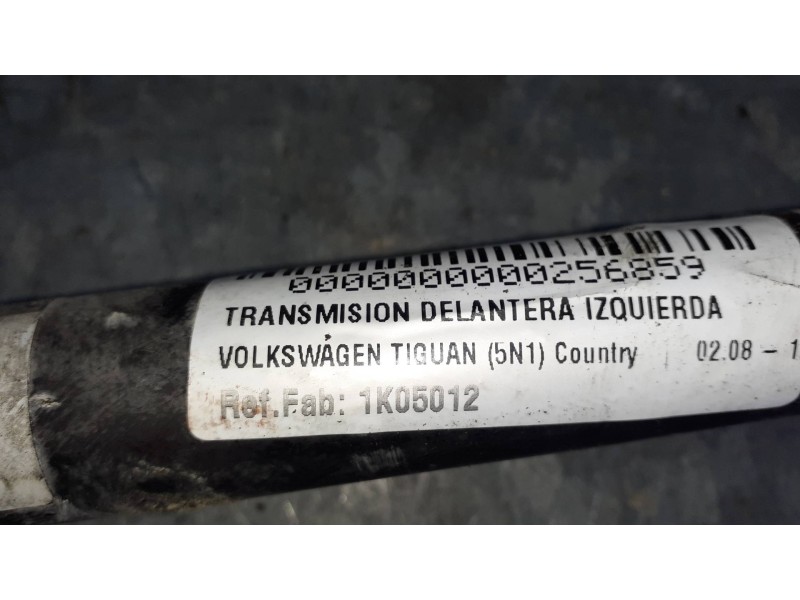 0000000000256859
TRANSMISION DELANTERA IZQUIERDA
VOLKSWAGEN TIGUAN (5N1) Country 02.08 - 1
Ref.Fab: 1K05012